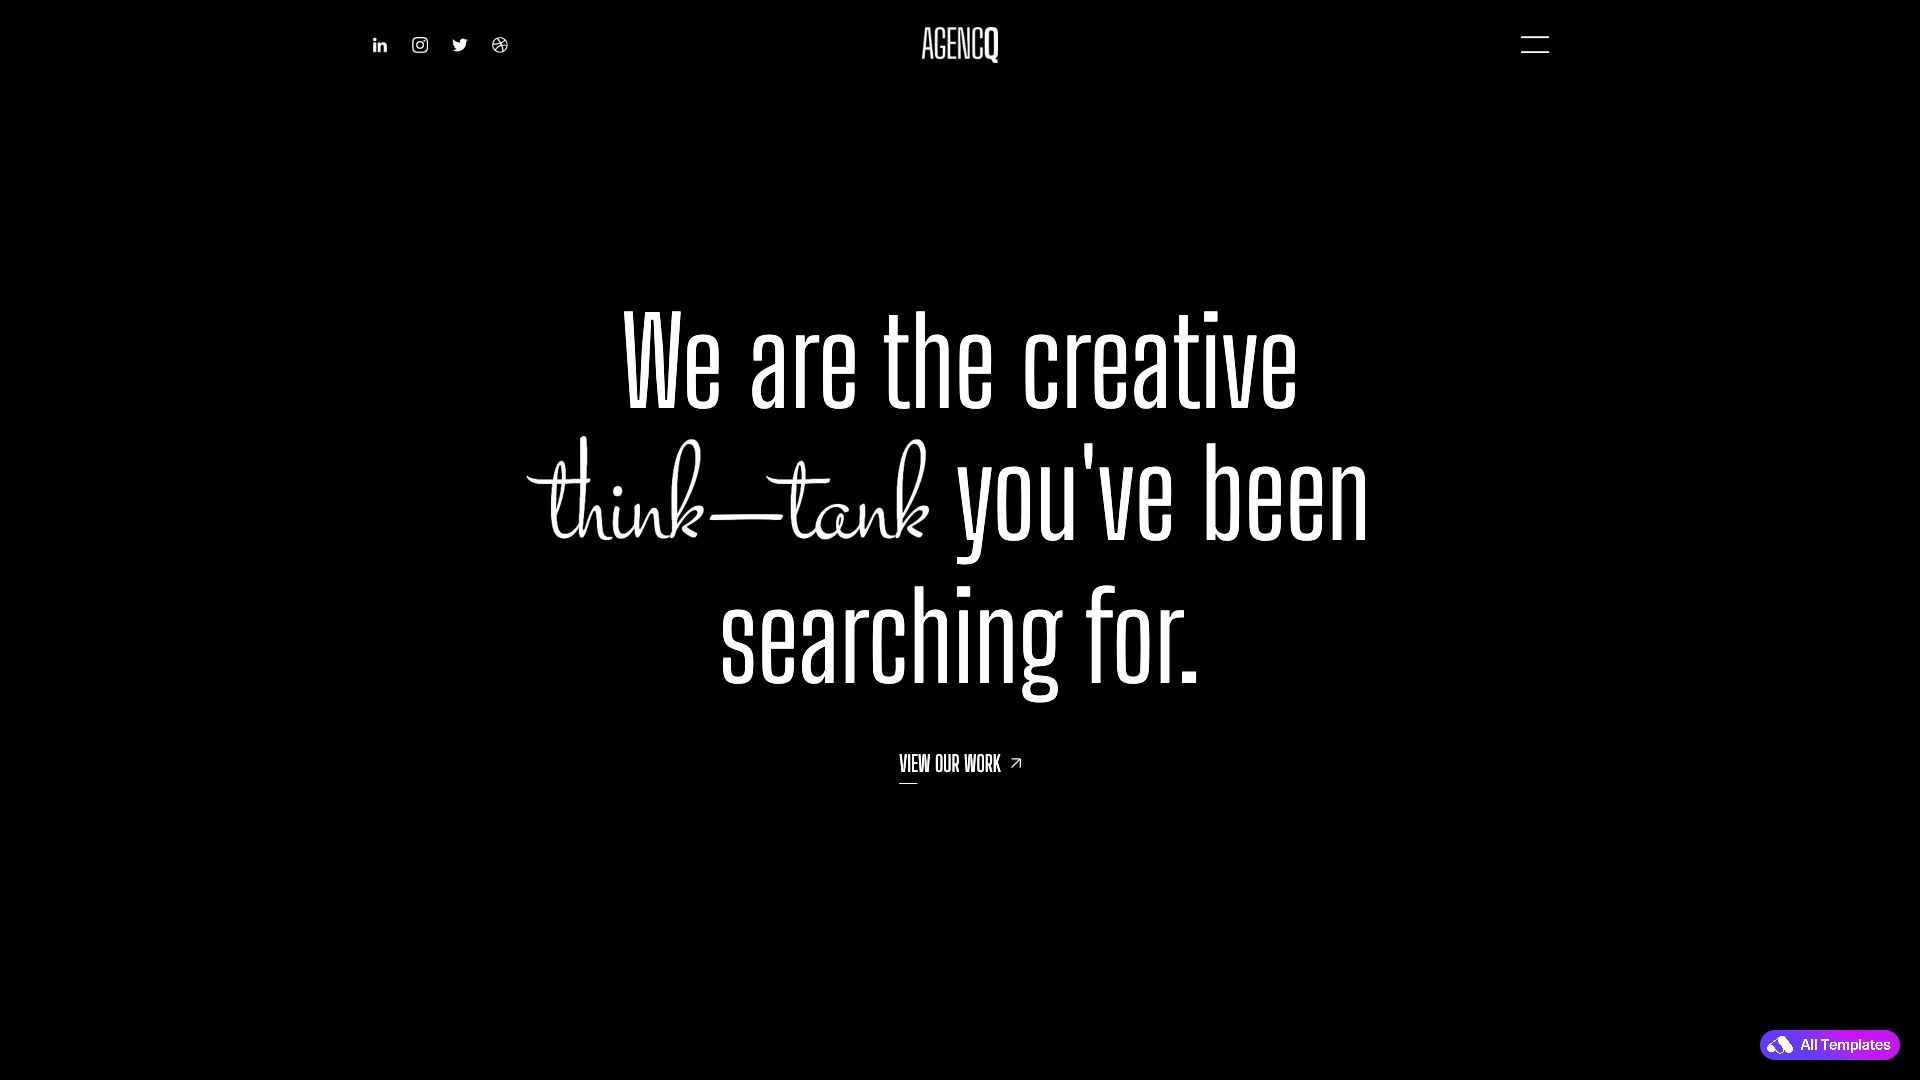 AGENCQ
We are the creative
think—tank you've been
searching for.
VIEW OUR WORK
All Templates